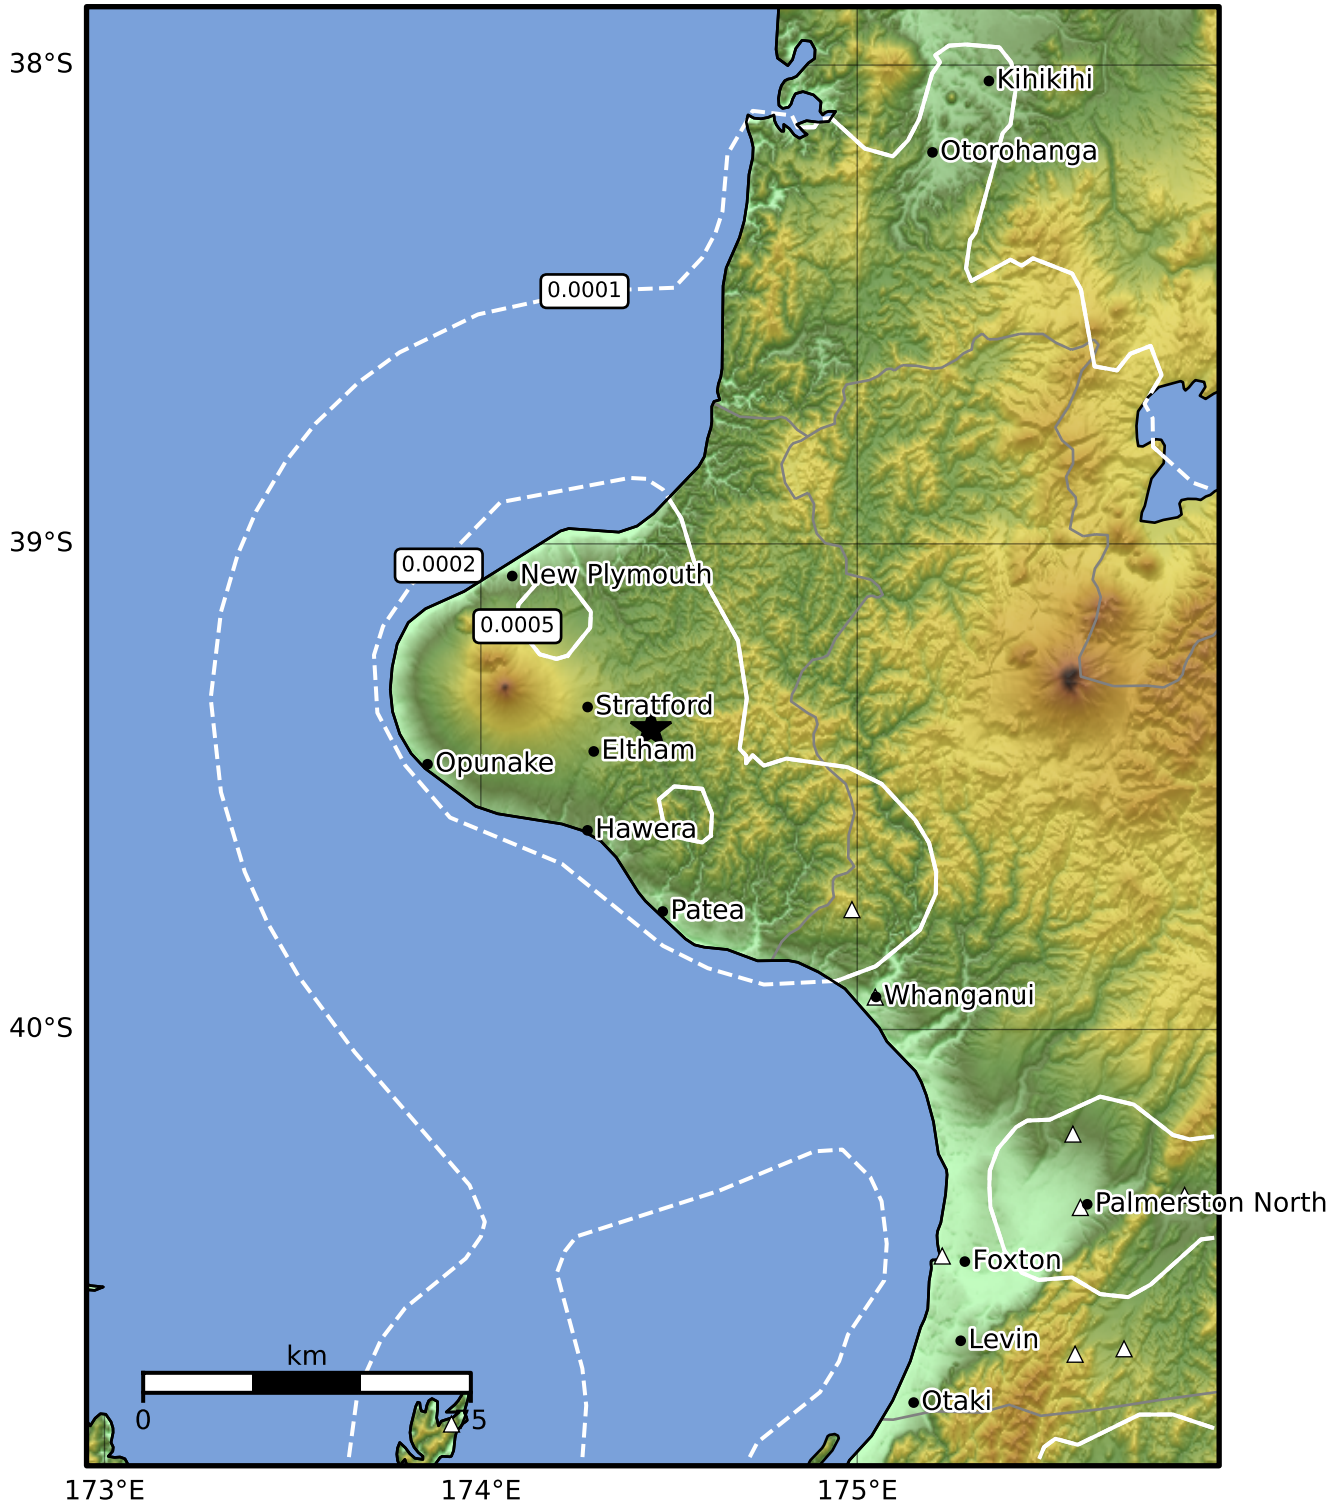 38°S
Kihikihi
Otorohanga
0.0001
39°S
0.0002
New Plymouth
0.0005
Stratford
Eltham
Opunake
Hawera
Patea
Whanganui
40°S
Palmerston North
Foxton
Levin
km
Otaki
0
5
173°E
174°E
175°E